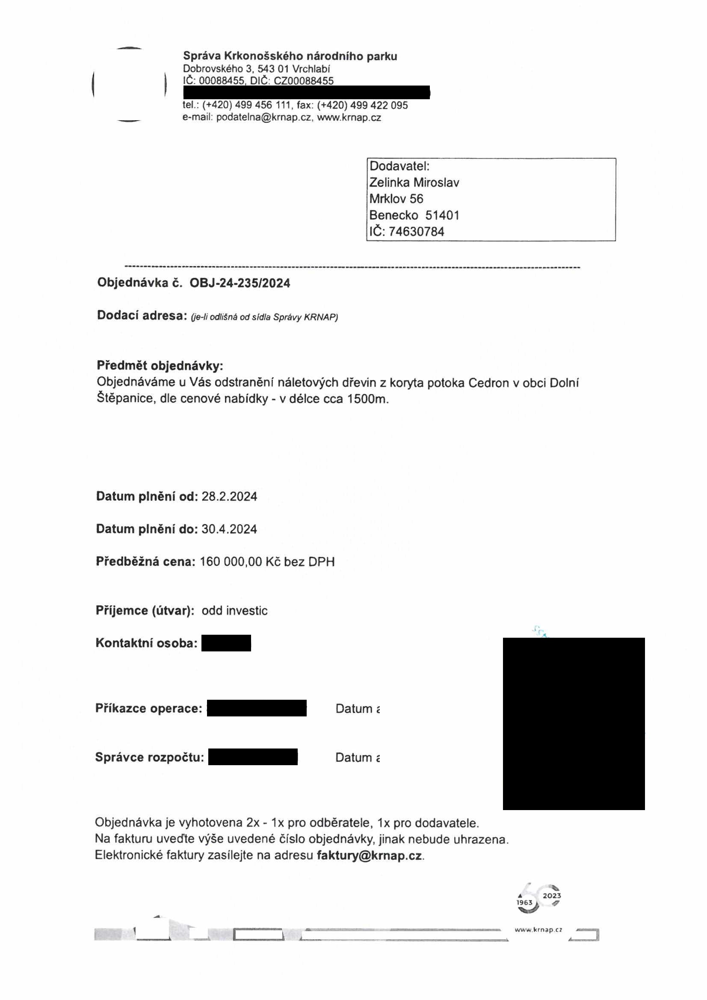 Správa Krkonošského národního parku
Dobrovského 3, 543 01 Vrchlabí
IČ: 00088455, DIČ: CZ00088455
tel.: (+420) 499 456 111, fax: (+420) 499 422 095
e-mail: podatelna@krnap.cz, www.krnap.cz
Dodavatel:
Zelinka Miroslav
Mrklov 56
Benecko 51401
IČ: 74630784
Objednávka č. OBJ-24-235/2024
Dodací adresa: (je-li odlišná od sídla Správy KRNAP)
Předmět objednávky:
Objednáváme u Vás odstranění náletových dřevin z koryta potoka Cedron v obci Dolní
Štěpanice, dle cenové nabídky - v délce cca 1500m.
Datum plnění od: 28.2.2024
Datum plnění do: 30.4.2024
Předběžná cena: 160 000,00 Kč bez DPH
Příjemce (útvar): odd investic
Kontaktní osoba:
Příkazce operace: Datum a
Správce rozpočtu: Datum a
Objednávka je vyhotovena 2x - 1x pro odběratele, 1x pro dodavatele.
Na fakturu uveďte výše uvedené číslo objednávky, jinak nebude uhrazena.
Elektronické faktury zasílejte na adresu faktury@krnap.cz.
60
1963 2023
www.krnap.cz